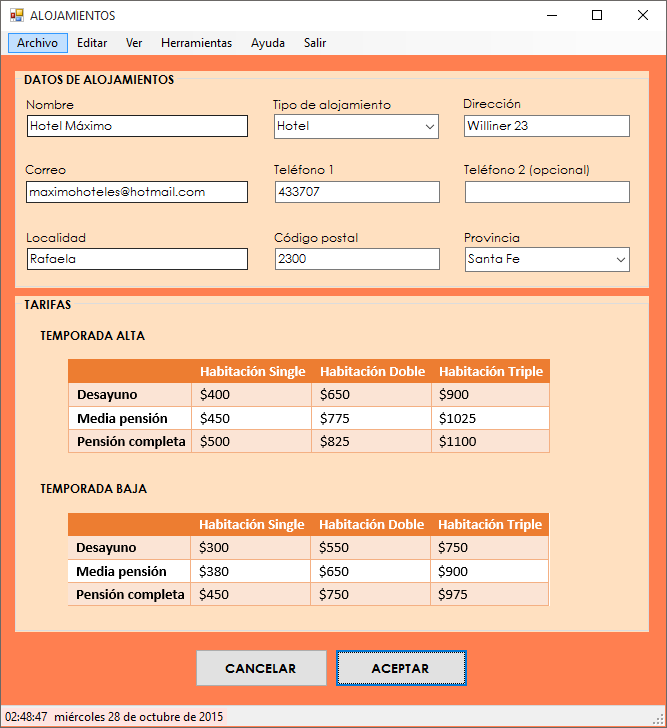 ALOJAMIENTOS
Archivo Editar Ver Herramientas Ayuda Salir
DATOS DE ALOJAMIENTOS
Nombre Tipo de alojamiento Dirección
Hotel Máximo Hotel Williner 23
Correo Teléfono 1 Teléfono 2 (opcional)
maximohoteles@hotmail.com 433707
Localidad Código postal Provincia
Rafaela 2300 Santa Fe
TARIFAS
TEMPORADA ALTA
Habitación Single Habitación Doble Habitación Triple
Desayuno $400 $650 $900
Media pensión $450 $775 $1025
Pensión completa $500 $825 $1100
TEMPORADA BAJA
Habitación Single Habitación Doble Habitación Triple
Desayuno $300 $550 $750
Media pensión $380 $650 $900
Pensión completa $450 $750 $975
CANCELAR ACEPTAR
02:48:47 miércoles 28 de octubre de 2015